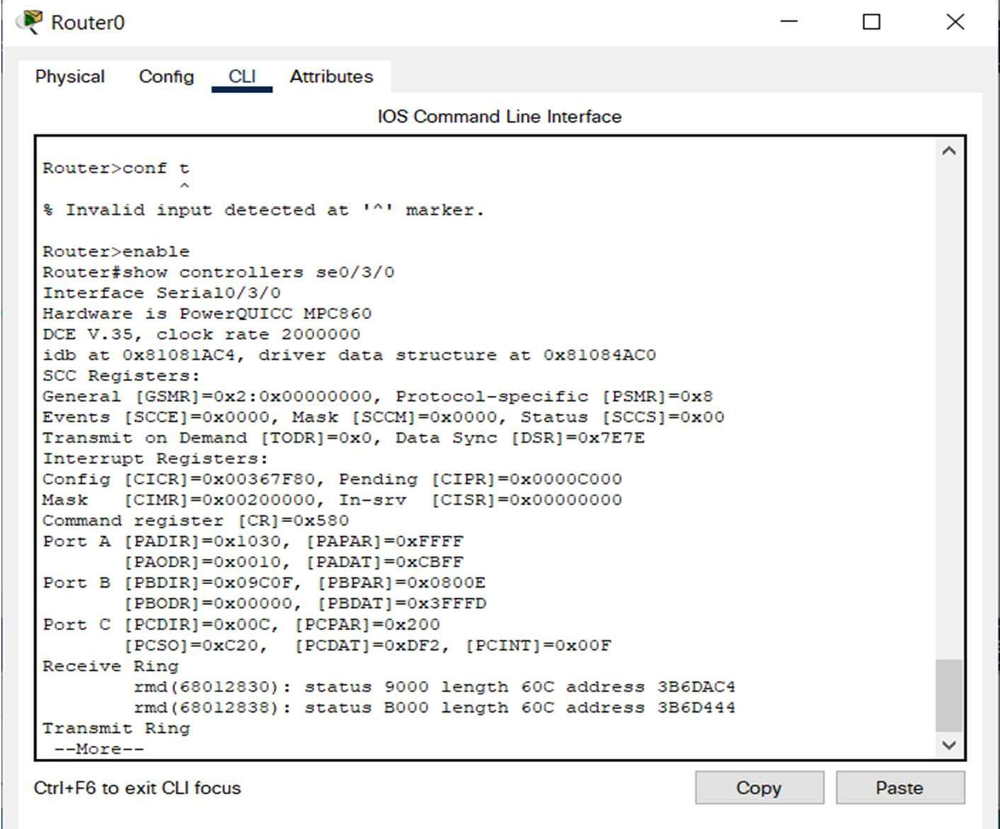 Router0
Physical Config CLI Attributes
IOS Command Line Interface
Router>conf t
^
% Invalid input detected at '^' marker.
Router>enable
Router#show controllers se0/3/0
Interface Serial0/3/0
Hardware is PowerQUICC MPC860
DCE V.35, clock rate 2000000
idb at 0x81081AC4, driver data structure at 0x81084AC0
SCC Registers:
General [GSMR]=0x2:0x00000000, Protocol-specific [PSMR]=0x8
Events [SCCE]=0x0000, Mask [SCCM]=0x0000, Status [SCCS]=0x00
Transmit on Demand [TODR]=0x0, Data Sync [DSR]=0x7E7E
Interrupt Registers:
Config [CICR]=0x00367F80, Pending [CIPR]=0x0000C000
Mask   [CIMR]=0x00200000, In-srv  [CISR]=0x00000000
Command register [CR]=0x580
Port A [PADIR]=0x1030, [PAPAR]=0xFFFF
       [PAODR]=0x0010, [PADAT]=0xCBFF
Port B [PBDIR]=0x09C0F, [PBPAR]=0x0800E
       [PBODR]=0x00000, [PBDAT]=0x3FFFD
Port C [PCDIR]=0x00C, [PCPAR]=0x200
       [PCSO]=0xC20,  [PCDAT]=0xDF2, [PCINT]=0x00F
Receive Ring
        rmd(68012830): status 9000 length 60C address 3B6DAC4
        rmd(68012838): status B000 length 60C address 3B6D444
Transmit Ring
 --More--
Ctrl+F6 to exit CLI focus
Copy Paste